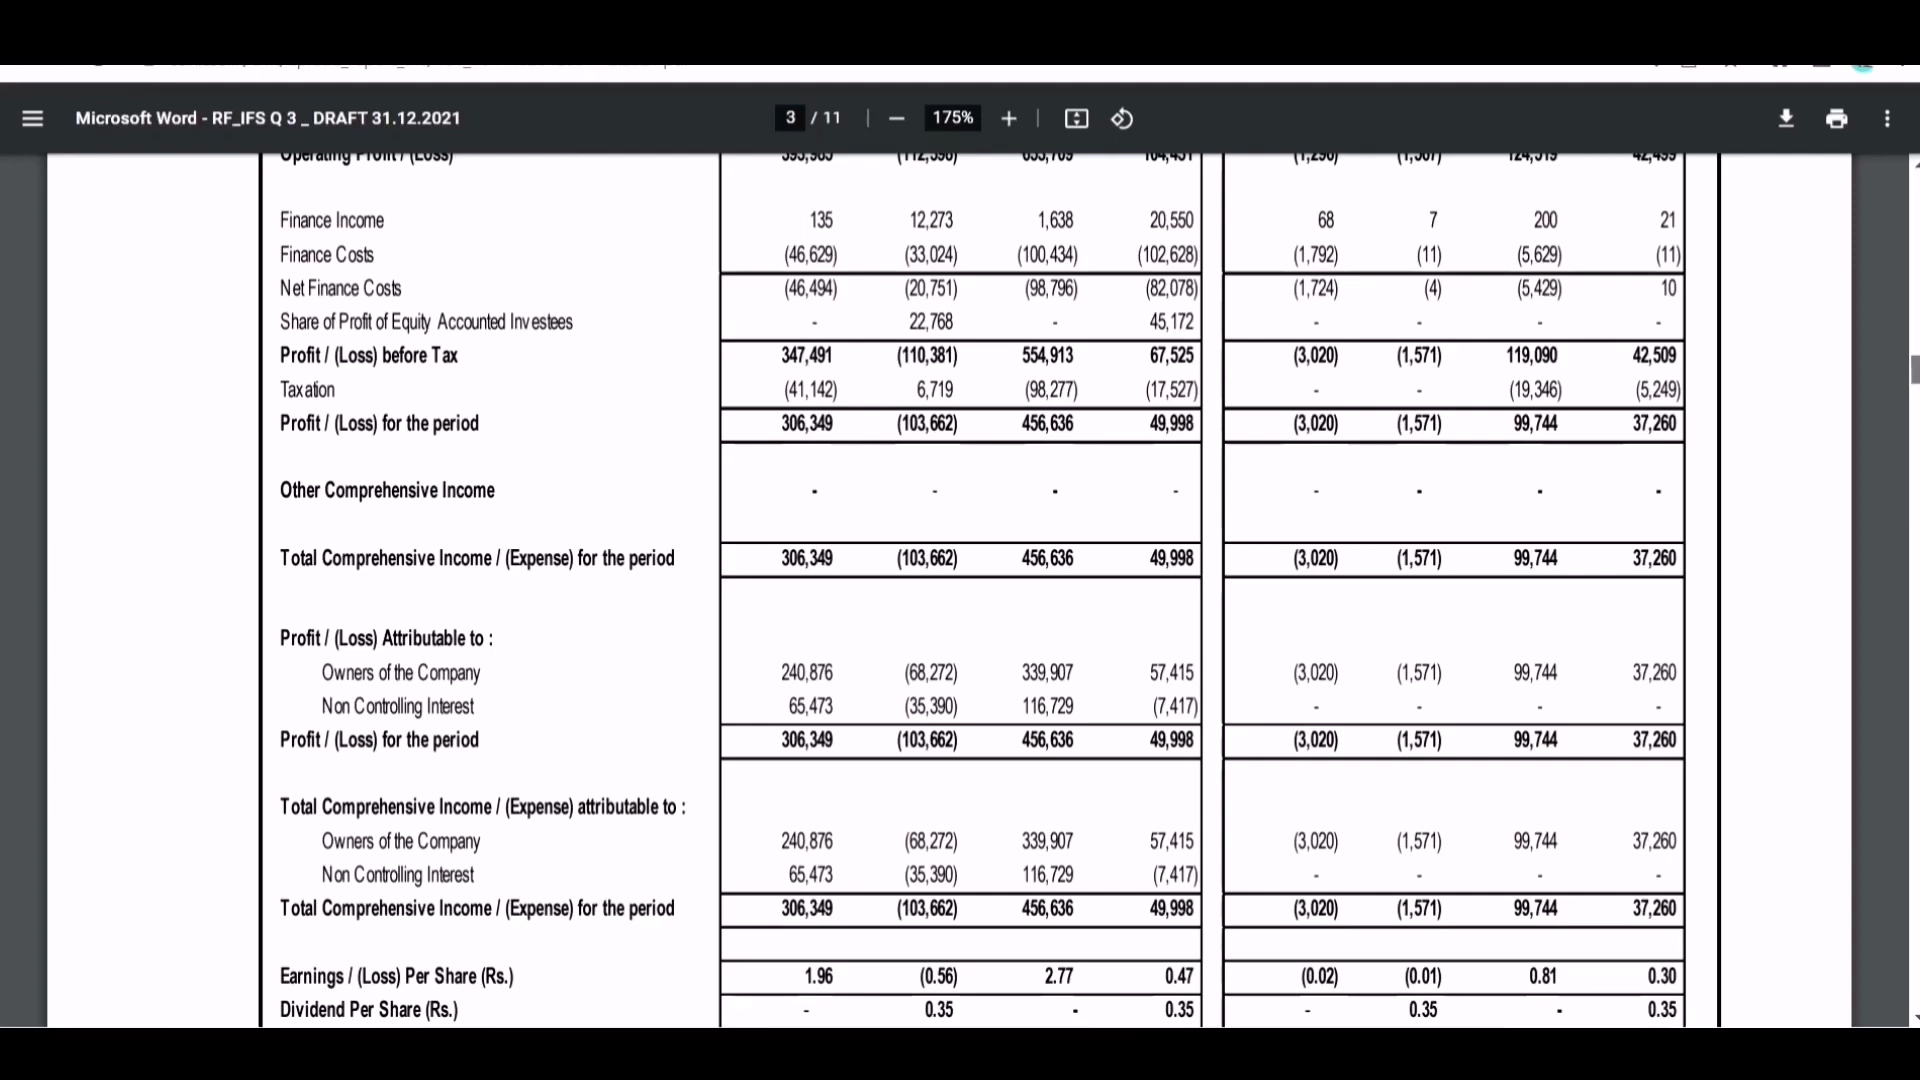 Microsoft Word - RF_IFS Q 3 _ DRAFT 31.12.2021 3 / 11 175%
Operating Profit / (Loss)
Finance Income 135 12,273 1,638 20,550 68 7 200 21
Finance Costs (46,629) (33,024) (100,434) (102,628) (1,792) (11) (5,629) (11)
Net Finance Costs (46,494) (20,751) (98,796) (82,078) (1,724) (4) (5,429) 10
Share of Profit of Equity Accounted Investees - 22,768 - 45,172 - - - -
Profit / (Loss) before Tax 347,491 (110,381) 554,913 67,525 (3,020) (1,571) 119,090 42,509
Taxation (41,142) 6,719 (98,277) (17,527) - - (19,346) (5,249)
Profit / (Loss) for the period 306,349 (103,662) 456,636 49,998 (3,020) (1,571) 99,744 37,260
Other Comprehensive Income - - - - - - - -
Total Comprehensive Income / (Expense) for the period 306,349 (103,662) 456,636 49,998 (3,020) (1,571) 99,744 37,260
Profit / (Loss) Attributable to :
Owners of the Company 240,876 (68,272) 339,907 57,415 (3,020) (1,571) 99,744 37,260
Non Controlling Interest 65,473 (35,390) 116,729 (7,417) - - - -
Profit / (Loss) for the period 306,349 (103,662) 456,636 49,998 (3,020) (1,571) 99,744 37,260
Total Comprehensive Income / (Expense) attributable to :
Owners of the Company 240,876 (68,272) 339,907 57,415 (3,020) (1,571) 99,744 37,260
Non Controlling Interest 65,473 (35,390) 116,729 (7,417) - - - -
Total Comprehensive Income / (Expense) for the period 306,349 (103,662) 456,636 49,998 (3,020) (1,571) 99,744 37,260
Earnings / (Loss) Per Share (Rs.) 1.96 (0.56) 2.77 0.47 (0.02) (0.01) 0.81 0.30
Dividend Per Share (Rs.) - 0.35 - 0.35 - 0.35 - 0.35